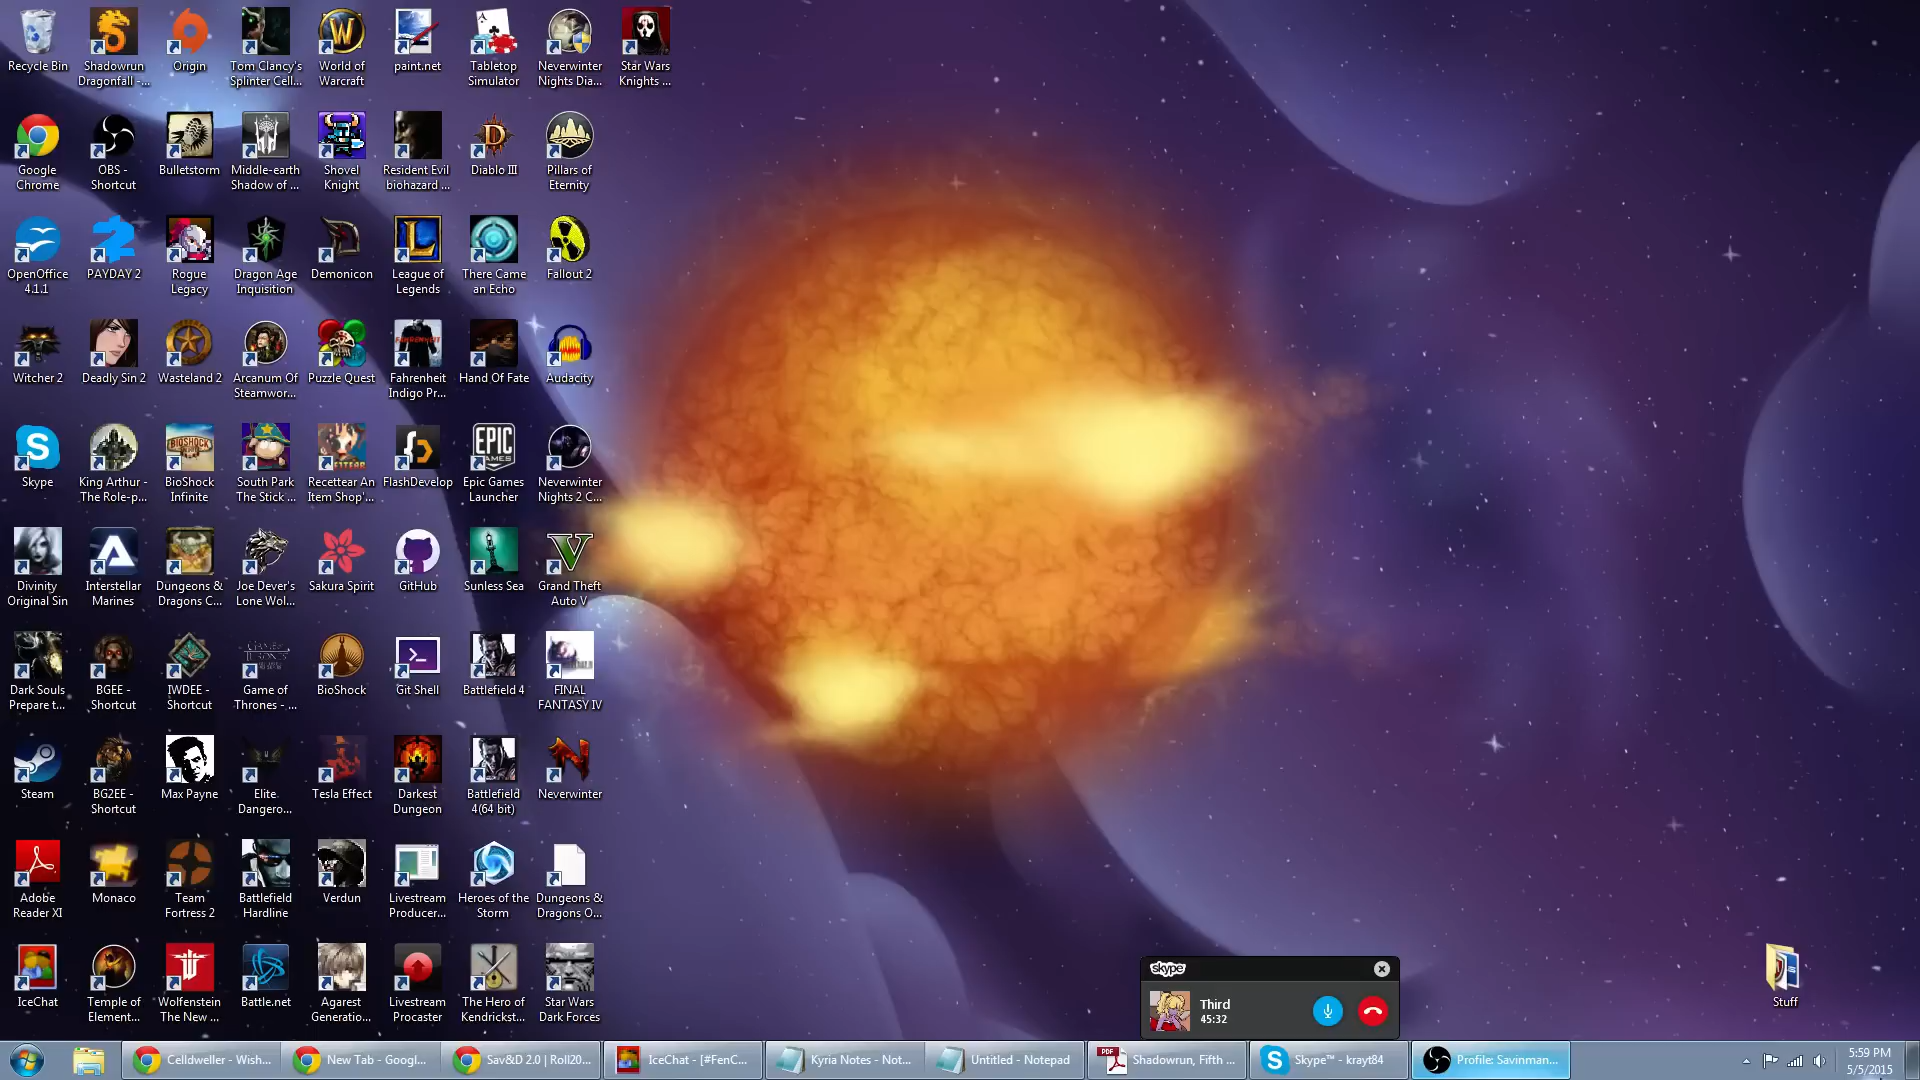 Recycle Bin
Shadowrun
Dragonfall -...
Origin
Tom Clancy's
Splinter Cell...
World of
Warcraft
paint.net
Tabletop
Simulator
Neverwinter
Nights Dia...
Star Wars
Knights ...
Google
Chrome
OBS -
Shortcut
Bulletstorm
Middle-earth
Shadow of ...
Shovel
Knight
Resident Evil
biohazard ...
Diablo III
Pillars of
Eternity
OpenOffice
4.1.1
PAYDAY 2
Rogue
Legacy
Dragon Age
Inquisition
Demonicon
League of
Legends
There Came
an Echo
Fallout 2
Witcher 2
Deadly Sin 2
Wasteland 2
Arcanum Of
Steamwor...
Puzzle Quest
Fahrenheit
Indigo Pr...
Hand Of Fate
Audacity
Skype
King Arthur -
The Role-p...
BioShock
Infinite
South Park
The Stick ...
Recettear An
Item Shop'...
FlashDevelop
EPIC
GAMES
Epic Games
Launcher
Neverwinter
Nights 2 C...
Divinity
Original Sin
Interstellar
Marines
Dungeons &
Dragons C...
Joe Dever's
Lone Wol...
Sakura Spirit
GitHub
Sunless Sea
Grand Theft
Auto V
Dark Souls
Prepare t...
BGEE -
Shortcut
IWDEE -
Shortcut
Game of
Thrones - ...
BioShock
Git Shell
Battlefield 4
FINAL
FANTASY IV
Steam
BG2EE -
Shortcut
Max Payne
Elite
Dangero...
Tesla Effect
Darkest
Dungeon
Battlefield
4(64 bit)
Neverwinter
Adobe
Reader XI
Monaco
Team
Fortress 2
Battlefield
Hardline
Verdun
Livestream
Producer...
Heroes of the
Storm
Dungeons &
Dragons O...
IceChat
Temple of
Element...
Wolfenstein
The New ...
Battle.net
Agarest
Generatio...
Livestream
Procaster
The Hero of
Kendrickst...
Star Wars
Dark Forces
Stuff
skype
Third
45:32
Celldweller - Wish...
New Tab - Googl...
Sav&D 2.0 | Roll20...
IceChat - [#FenC...
Kyria Notes - Not...
Untitled - Notepad
Shadowrun, Fifth ...
Skype™ - krayt84
Profile: Savinman...
5:59 PM
5/5/2015